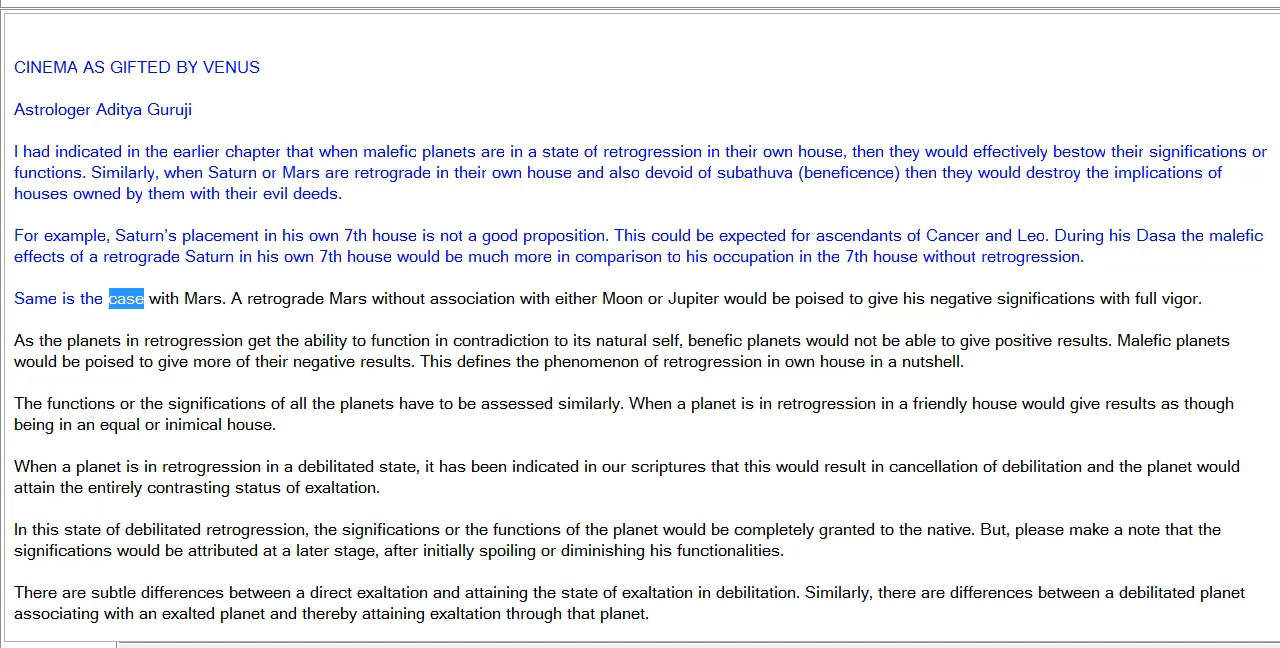 CINEMA AS GIFTED BY VENUS
Astrologer Aditya Guruji
I had indicated in the earlier chapter that when malefic planets are in a state of retrogression in their own house, then they would effectively bestow their significations or
functions. Similarly, when Saturn or Mars are retrograde in their own house and also devoid of subathuva (beneficence) then they would destroy the implications of
houses owned by them with their evil deeds.
For example, Saturn's placement in his own 7th house is not a good proposition. This could be expected for ascendants of Cancer and Leo. During his Dasa the malefic
effects of a retrograde Saturn in his own 7th house would be much more in comparison to his occupation in the 7th house without retrogression.
Same is the case with Mars. A retrograde Mars without association with either Moon or Jupiter would be poised to give his negative significations with full vigor.
As the planets in retrogression get the ability to function in contradiction to its natural self, benefic planets would not be able to give positive results. Malefic planets
would be poised to give more of their negative results. This defines the phenomenon of retrogression in own house in a nutshell.
The functions or the significations of all the planets have to be assessed similarly. When a planet is in retrogression in a friendly house would give results as though
being in an equal or inimical house.
When a planet is in retrogression in a debilitated state, it has been indicated in our scriptures that this would result in cancellation of debilitation and the planet would
attain the entirely contrasting status of exaltation.
In this state of debilitated retrogression, the significations or the functions of the planet would be completely granted to the native. But, please make a note that the
significations would be attributed at a later stage, after initially spoiling or diminishing his functionalities.
There are subtle differences between a direct exaltation and attaining the state of exaltation in debilitation. Similarly, there are differences between a debilitated planet
associating with an exalted planet and thereby attaining exaltation through that planet.